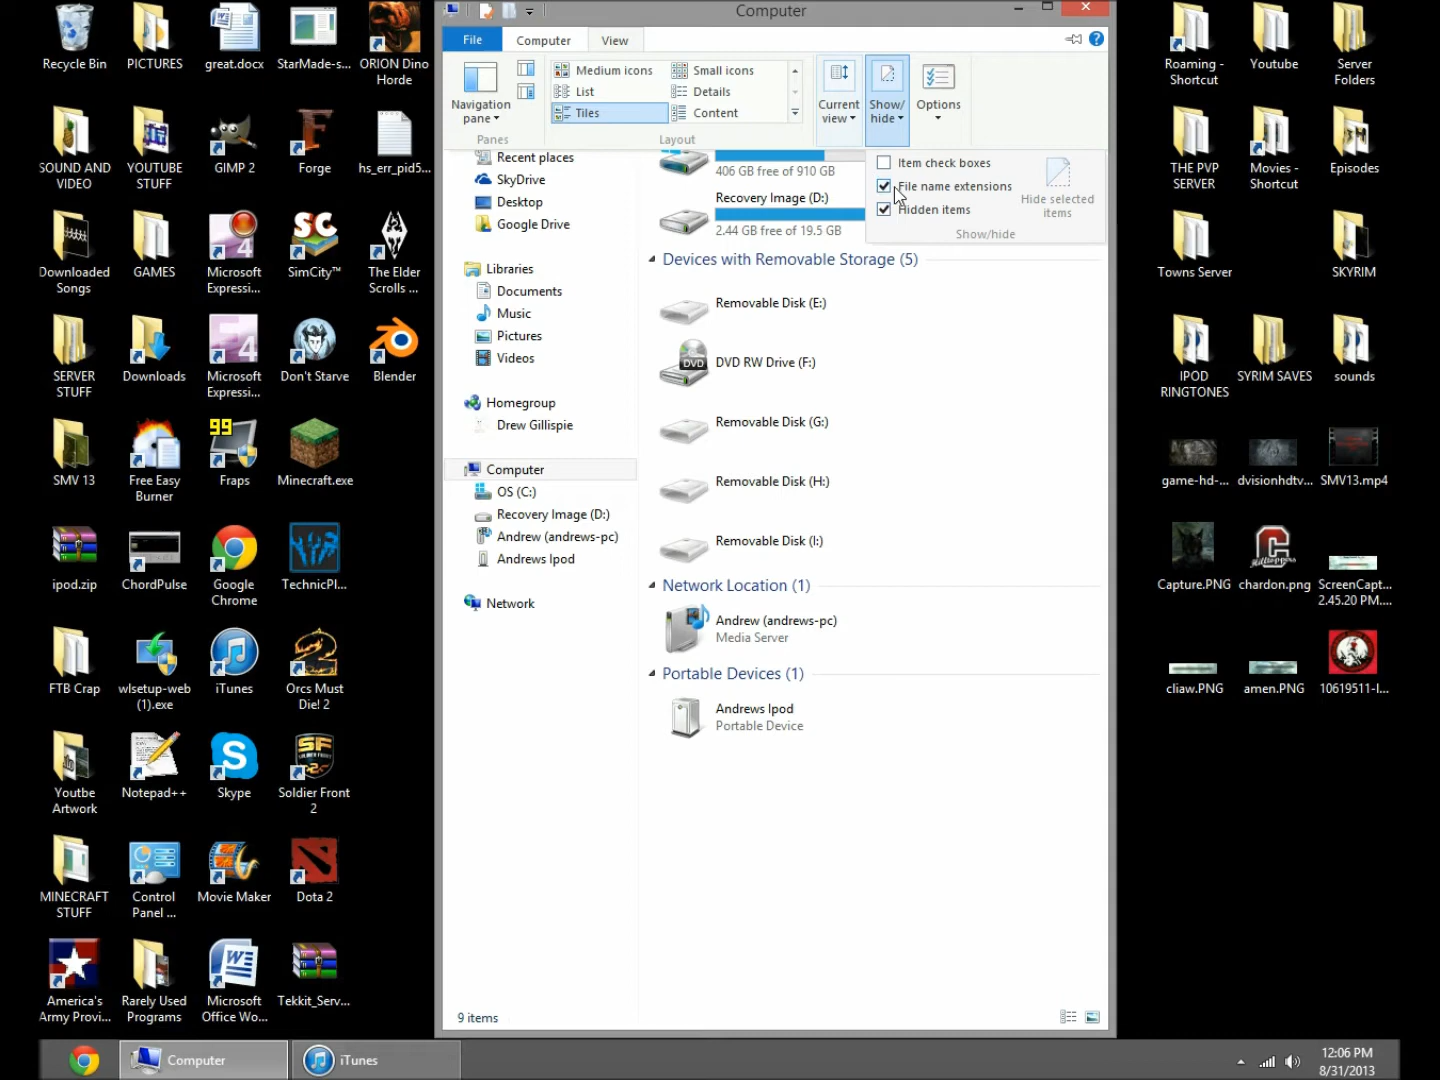 Computer
File
Computer
View
Navigation
pane
Medium icons
Small icons
List
Details
Tiles
Content
Current
view
Show/
hide
Options
Panes
Layout
Item check boxes
File name extensions
Hidden items
Hide selected
items
Show/hide
Recent places
SkyDrive
Desktop
Google Drive
Libraries
Documents
Music
Pictures
Videos
Homegroup
Drew Gillispie
Computer
OS (C:)
Recovery Image (D:)
Andrew (andrews-pc)
Andrews Ipod
Network
406 GB free of 910 GB
Recovery Image (D:)
2.44 GB free of 19.5 GB
Devices with Removable Storage (5)
Removable Disk (E:)
DVD
DVD RW Drive (F:)
Removable Disk (G:)
Removable Disk (H:)
Removable Disk (I:)
Network Location (1)
Andrew (andrews-pc)
Media Server
Portable Devices (1)
Andrews Ipod
Portable Device
9 items
Recycle Bin
PICTURES
great.docx
StarMade-s...
ORION Dino
Horde
SOUND AND
VIDEO
YOUTUBE
STUFF
GIMP 2
Forge
hs_err_pid5...
Downloaded
Songs
GAMES
Microsoft
Expressi...
SimCity™
The Elder
Scrolls ...
SERVER
STUFF
Downloads
Microsoft
Expressi...
Don't Starve
Blender
SMV 13
Free Easy
Burner
99
Fraps
Minecraft.exe
ipod.zip
ChordPulse
Google
Chrome
TechnicPl...
FTB Crap
wlsetup-web
(1).exe
iTunes
Orcs Must
Die! 2
Youtbe
Artwork
Notepad++
Skype
Soldier Front
2
MINECRAFT
STUFF
Control
Panel ...
Movie Maker
Dota 2
America's
Army Provi...
Rarely Used
Programs
Microsoft
Office Wo...
Tekkit_Serv...
Roaming -
Shortcut
Youtube
Server
Folders
THE PVP
SERVER
Movies -
Shortcut
Episodes
Towns Server
SKYRIM
IPOD
RINGTONES
SYRIM SAVES
sounds
game-hd-...
dvisionhdtv...
SMV13.mp4
Capture.PNG
chardon.png
ScreenCapt...
2.45.20 PM....
cliaw.PNG
amen.PNG
10619511-l...
Computer
iTunes
12:06 PM
8/31/2013